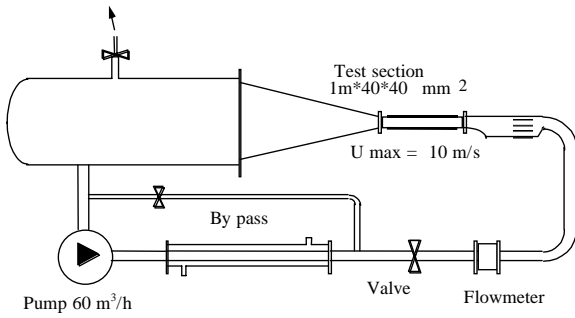 Test section
1m*40*40 mm 2
U max = 10 m/s
By pass
Valve
Flowmeter
Pump 60 m³/h